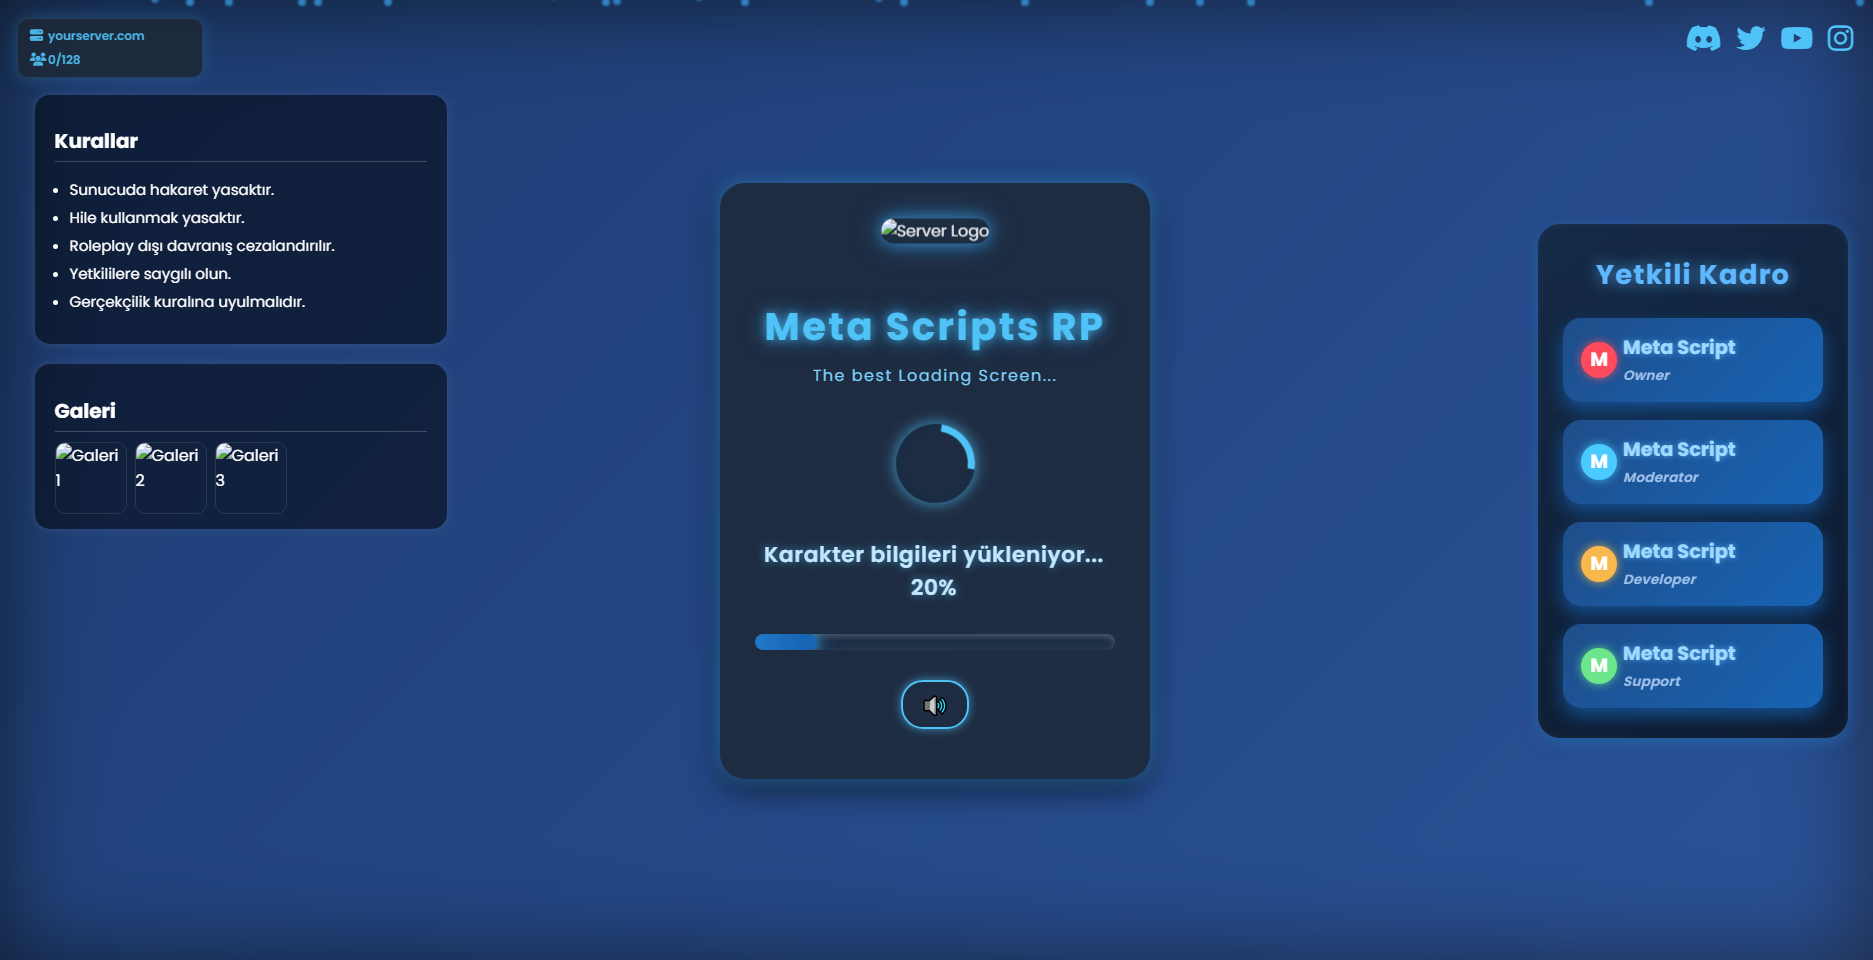 yourserver.com
0/128
Kurallar
Sunucuda hakaret yasaktır.
Hile kullanmak yasaktır.
Roleplay dışı davranış cezalandırılır.
Yetkililere saygılı olun.
Gerçekçilik kuralına uyulmalıdır.
Galeri
Galeri 1
Galeri 2
Galeri 3
Server Logo
Meta Scripts RP
The best Loading Screen...
Karakter bilgileri yükleniyor...
20%
Yetkili Kadro
M
Meta Script
Owner
M
Meta Script
Moderator
M
Meta Script
Developer
M
Meta Script
Support